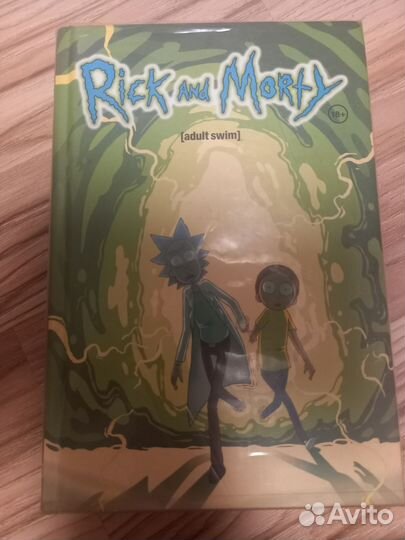 Rick and Morty
18+
[adult swim]
Avito